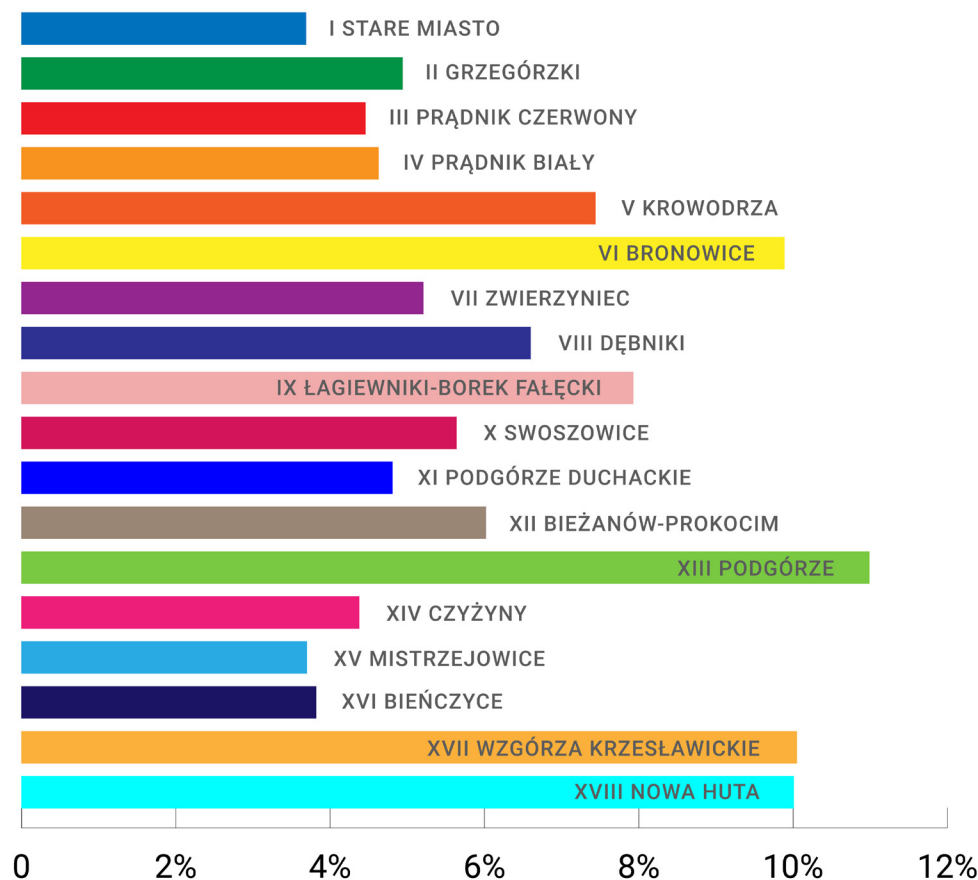 I STARE MIASTO
II GRZEGÓRZKI
III PRĄDNIK CZERWONY
IV PRĄDNIK BIAŁY
V KROWODRZA
VI BRONOWICE
VII ZWIERZYNIEC
VIII DĘBNIKI
IX ŁAGIEWNIKI-BOREK FAŁĘCKI
X SWOSZOWICE
XI PODGÓRZE DUCHACKIE
XII BIEŻANÓW-PROKOCIM
XIII PODGÓRZE
XIV CZYŻYNY
XV MISTRZEJOWICE
XVI BIEŃCZYCE
XVII WZGÓRZA KRZESŁAWICKIE
XVIII NOWA HUTA
0 2% 4% 6% 8% 10% 12%